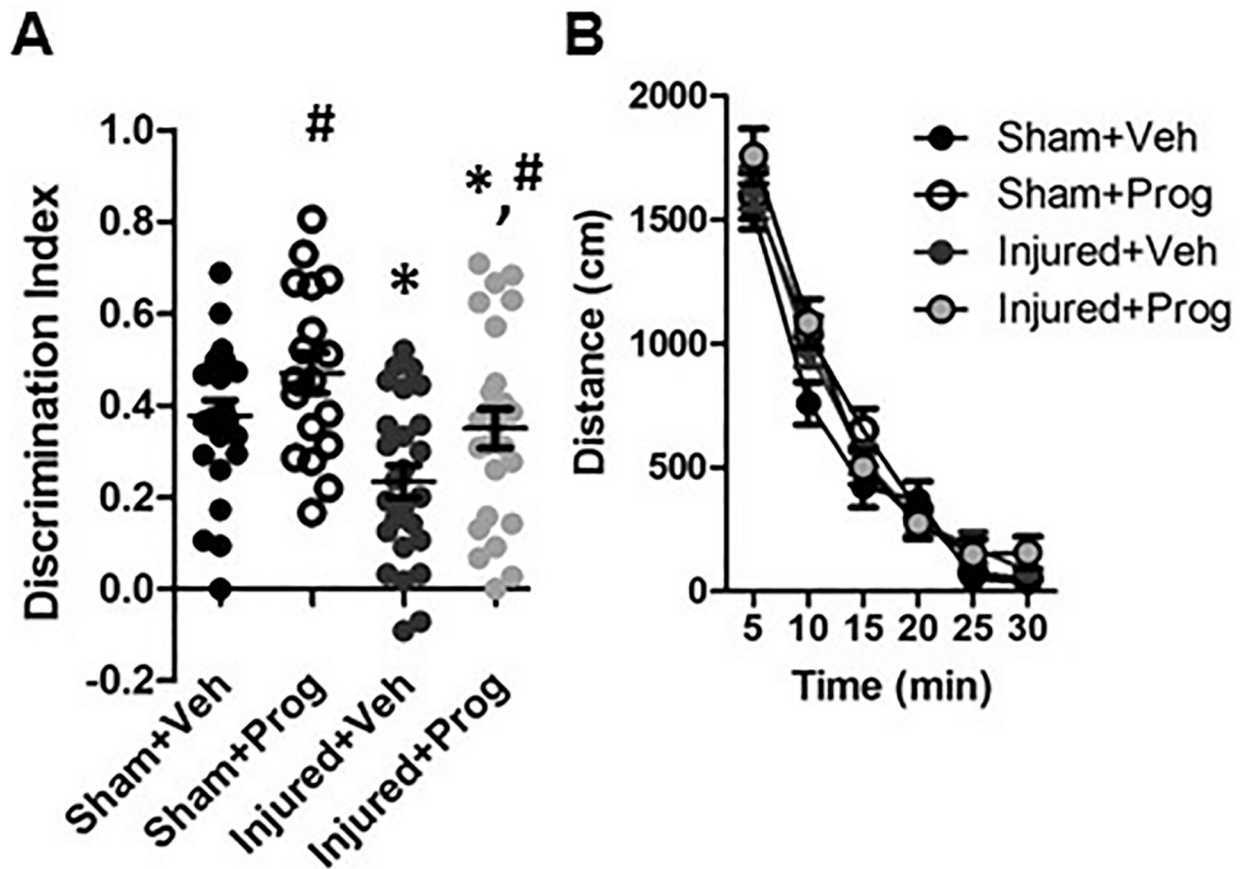 A
Discrimination Index
1.0
0.8
0.6
0.4
0.2
0.0
-0.2
#
*
*,#
Sham+Veh
Sham+Prog
Injured+Veh
Injured+Prog
B
Distance (cm)
2000
1500
1000
500
0
5 10 15 20 25 30
Time (min)
Sham+Veh
Sham+Prog
Injured+Veh
Injured+Prog